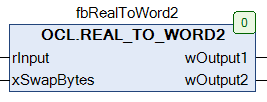 fbRealToWord2
0
OCL.REAL_TO_WORD2
rInput wOutput1
xSwapBytes wOutput2